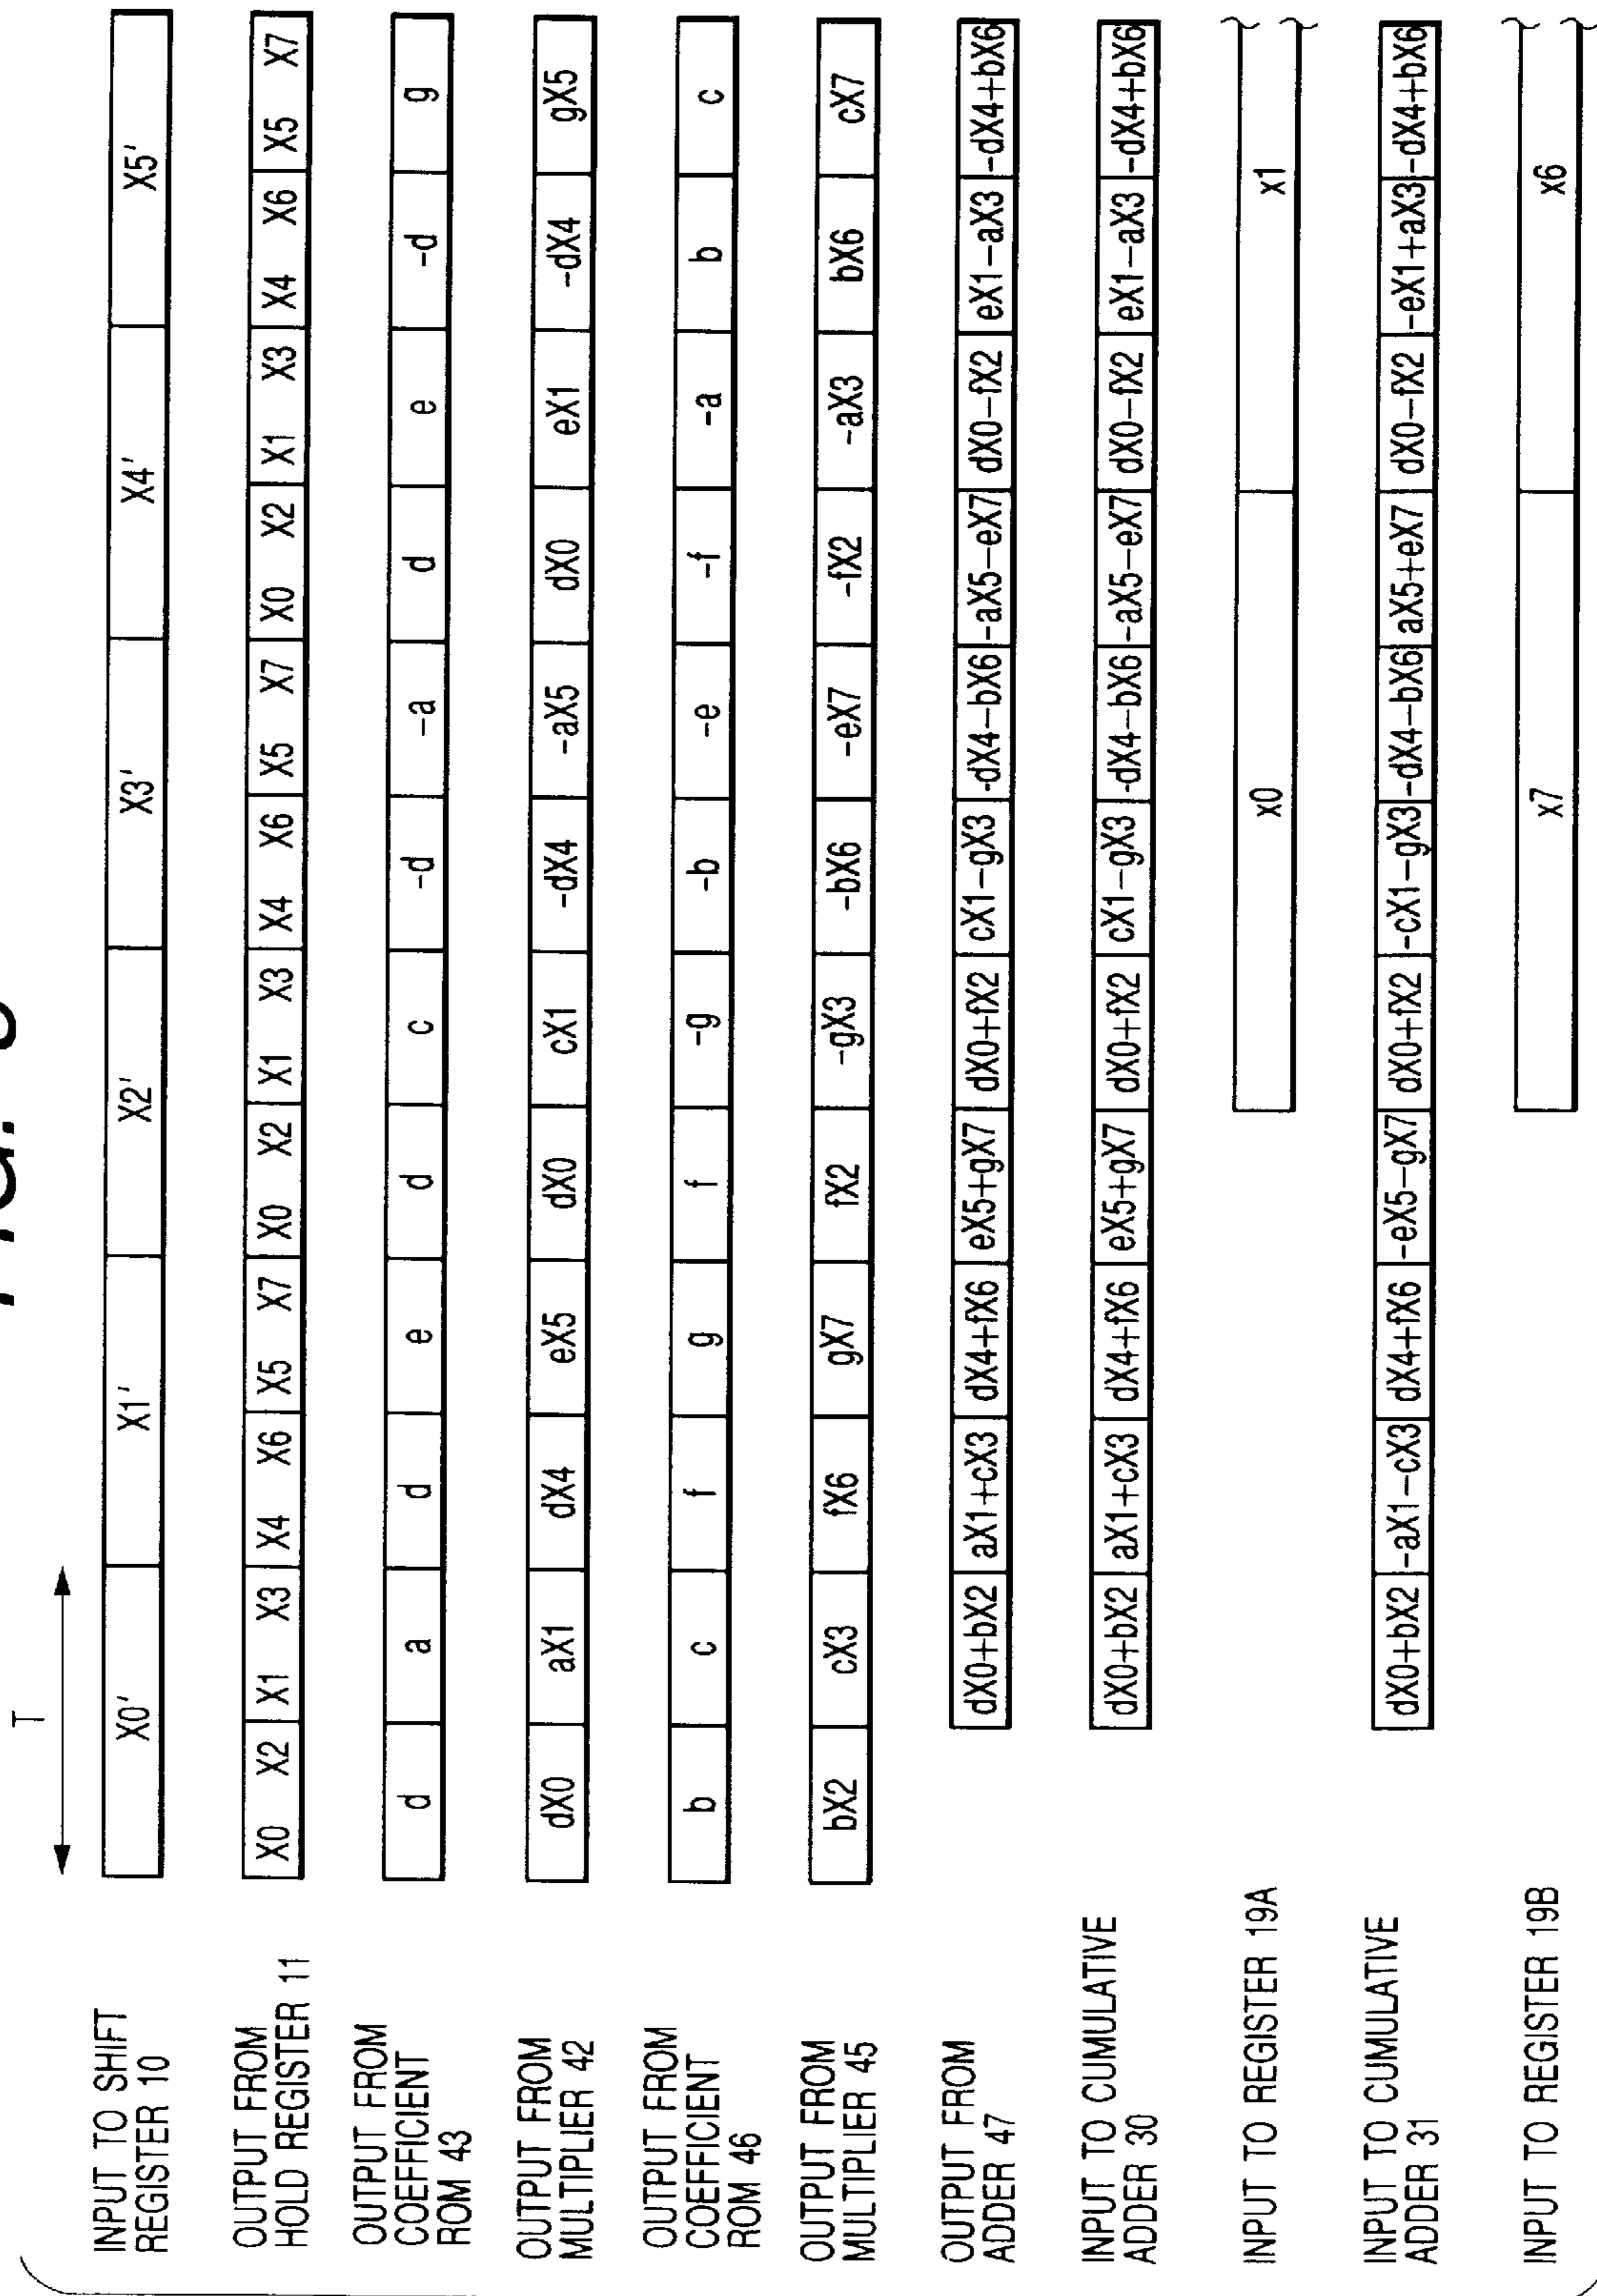 T
INPUT TO SHIFT
REGISTER 10
X0' X1' X2' X3' X4' X5'
OUTPUT FROM
HOLD REGISTER 11
X0 X2 X1 X3 X4 X6 X5 X7 X0 X2 X1 X3 X4 X6 X5 X7 X0 X2 X1 X3 X4 X6 X5 X7
OUTPUT FROM
COEFFICIENT
ROM 43
d a d e d c -d -a d e -d g
OUTPUT FROM
MULTIPLIER 42
dX0 aX1 dX4 eX5 dX0 cX1 -dX4 -aX5 dX0 eX1 -dX4 gX5
OUTPUT FROM
COEFFICIENT
ROM 46
b c f g f -g -b -e -f -a b c
OUTPUT FROM
MULTIPLIER 45
bX2 cX3 fX6 gX7 fX2 -gX3 -bX6 -eX7 -fX2 -aX3 bX6 cX7
OUTPUT FROM
ADDER 47
dX0+bX2 aX1+cX3 dX4+fX6 eX5+gX7 dX0+fX2 cX1-gX3 -dX4-bX6 -aX5-eX7 dX0-fX2 eX1-aX3 -dX4+bX6
INPUT TO CUMULATIVE
ADDER 30
dX0+bX2 aX1+cX3 dX4+fX6 eX5+gX7 dX0+fX2 cX1-gX3 -dX4-bX6 -aX5-eX7 dX0-fX2 eX1-aX3 -dX4+bX6
INPUT TO REGISTER 19A
x0 x1
INPUT TO CUMULATIVE
ADDER 31
dX0+bX2 -aX1-cX3 dX4+fX6 -eX5-gX7 dX0+fX2 -cX1-gX3 -dX4-bX6 aX5+eX7 dX0-fX2 -eX1+aX3 -dX4+bX6
INPUT TO REGISTER 19B
x7 x6